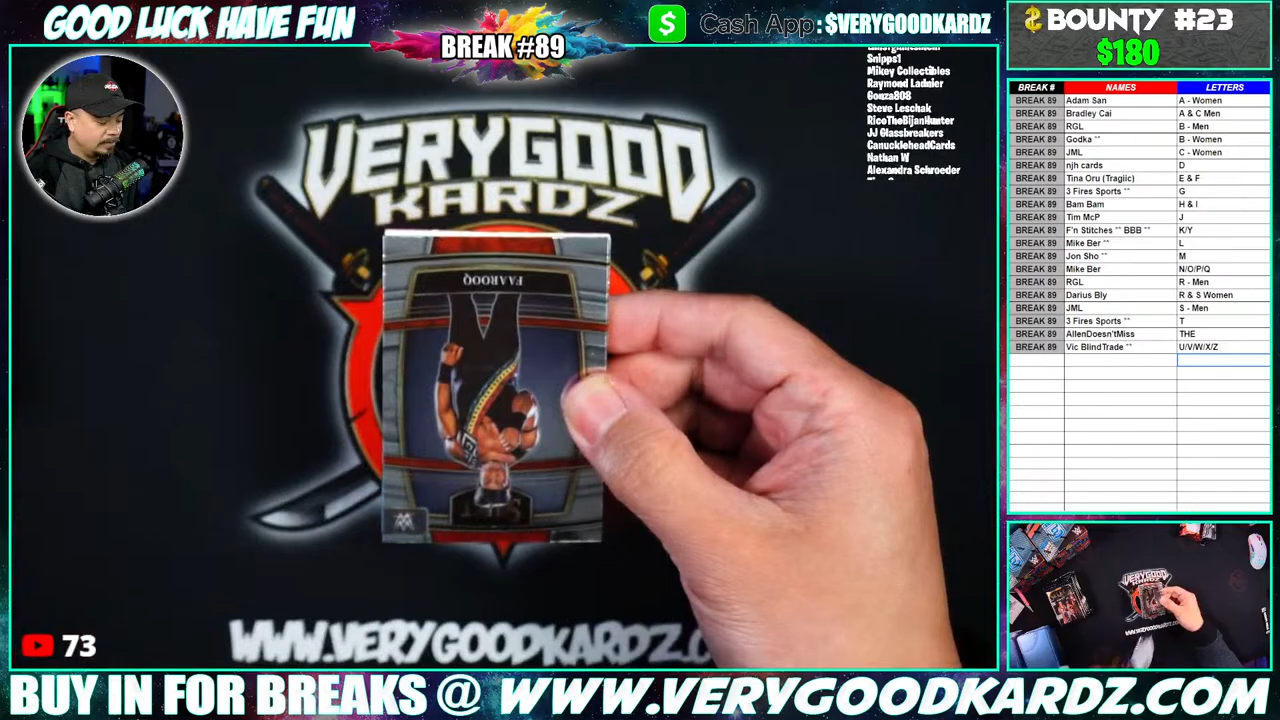 GOOD LUCK HAVE FUN
BREAK #89
Cash App : $VERYGOODKARDZ
$ BOUNTY #23
$180
BREAK # NAMES LETTERS
BREAK 89 Adam San A - Women
BREAK 89 Bradley Cai A & C Men
BREAK 89 RGL B - Men
BREAK 89 Godka ** B - Women
BREAK 89 JML C - Women
BREAK 89 njh cards D
BREAK 89 Tina Oru (Tragiic) E & F
BREAK 89 3 Fires Sports ** G
BREAK 89 Bam Bam H & I
BREAK 89 Tim McP J
BREAK 89 F'n Stitches ** BBB ** K/Y
BREAK 89 Mike Ber ** L
BREAK 89 Jon Sho ** M
BREAK 89 Mike Ber N/O/P/Q
BREAK 89 RGL R - Men
BREAK 89 Darius Bly R & S Women
BREAK 89 JML S - Men
BREAK 89 3 Fires Sports ** T
BREAK 89 AllenDoesn'tMiss THE
BREAK 89 Vic BlindTrade ** U/V/W/X/Z
Snipps1
Mikey Collectibles
Raymond Ladnier
Gonza808
Steve Leschak
RicoTheBijanHunter
JJ Glassbreakers
CanuckleheadCards
Nathan W
Alexandra Schroeder
VERYGOOD
KARDZ
FAAROOQ
WWW.VERYGOODKARDZ.C
73
VERYGOOD
KARDZ
BUY IN FOR BREAKS @ WWW.VERYGOODKARDZ.COM